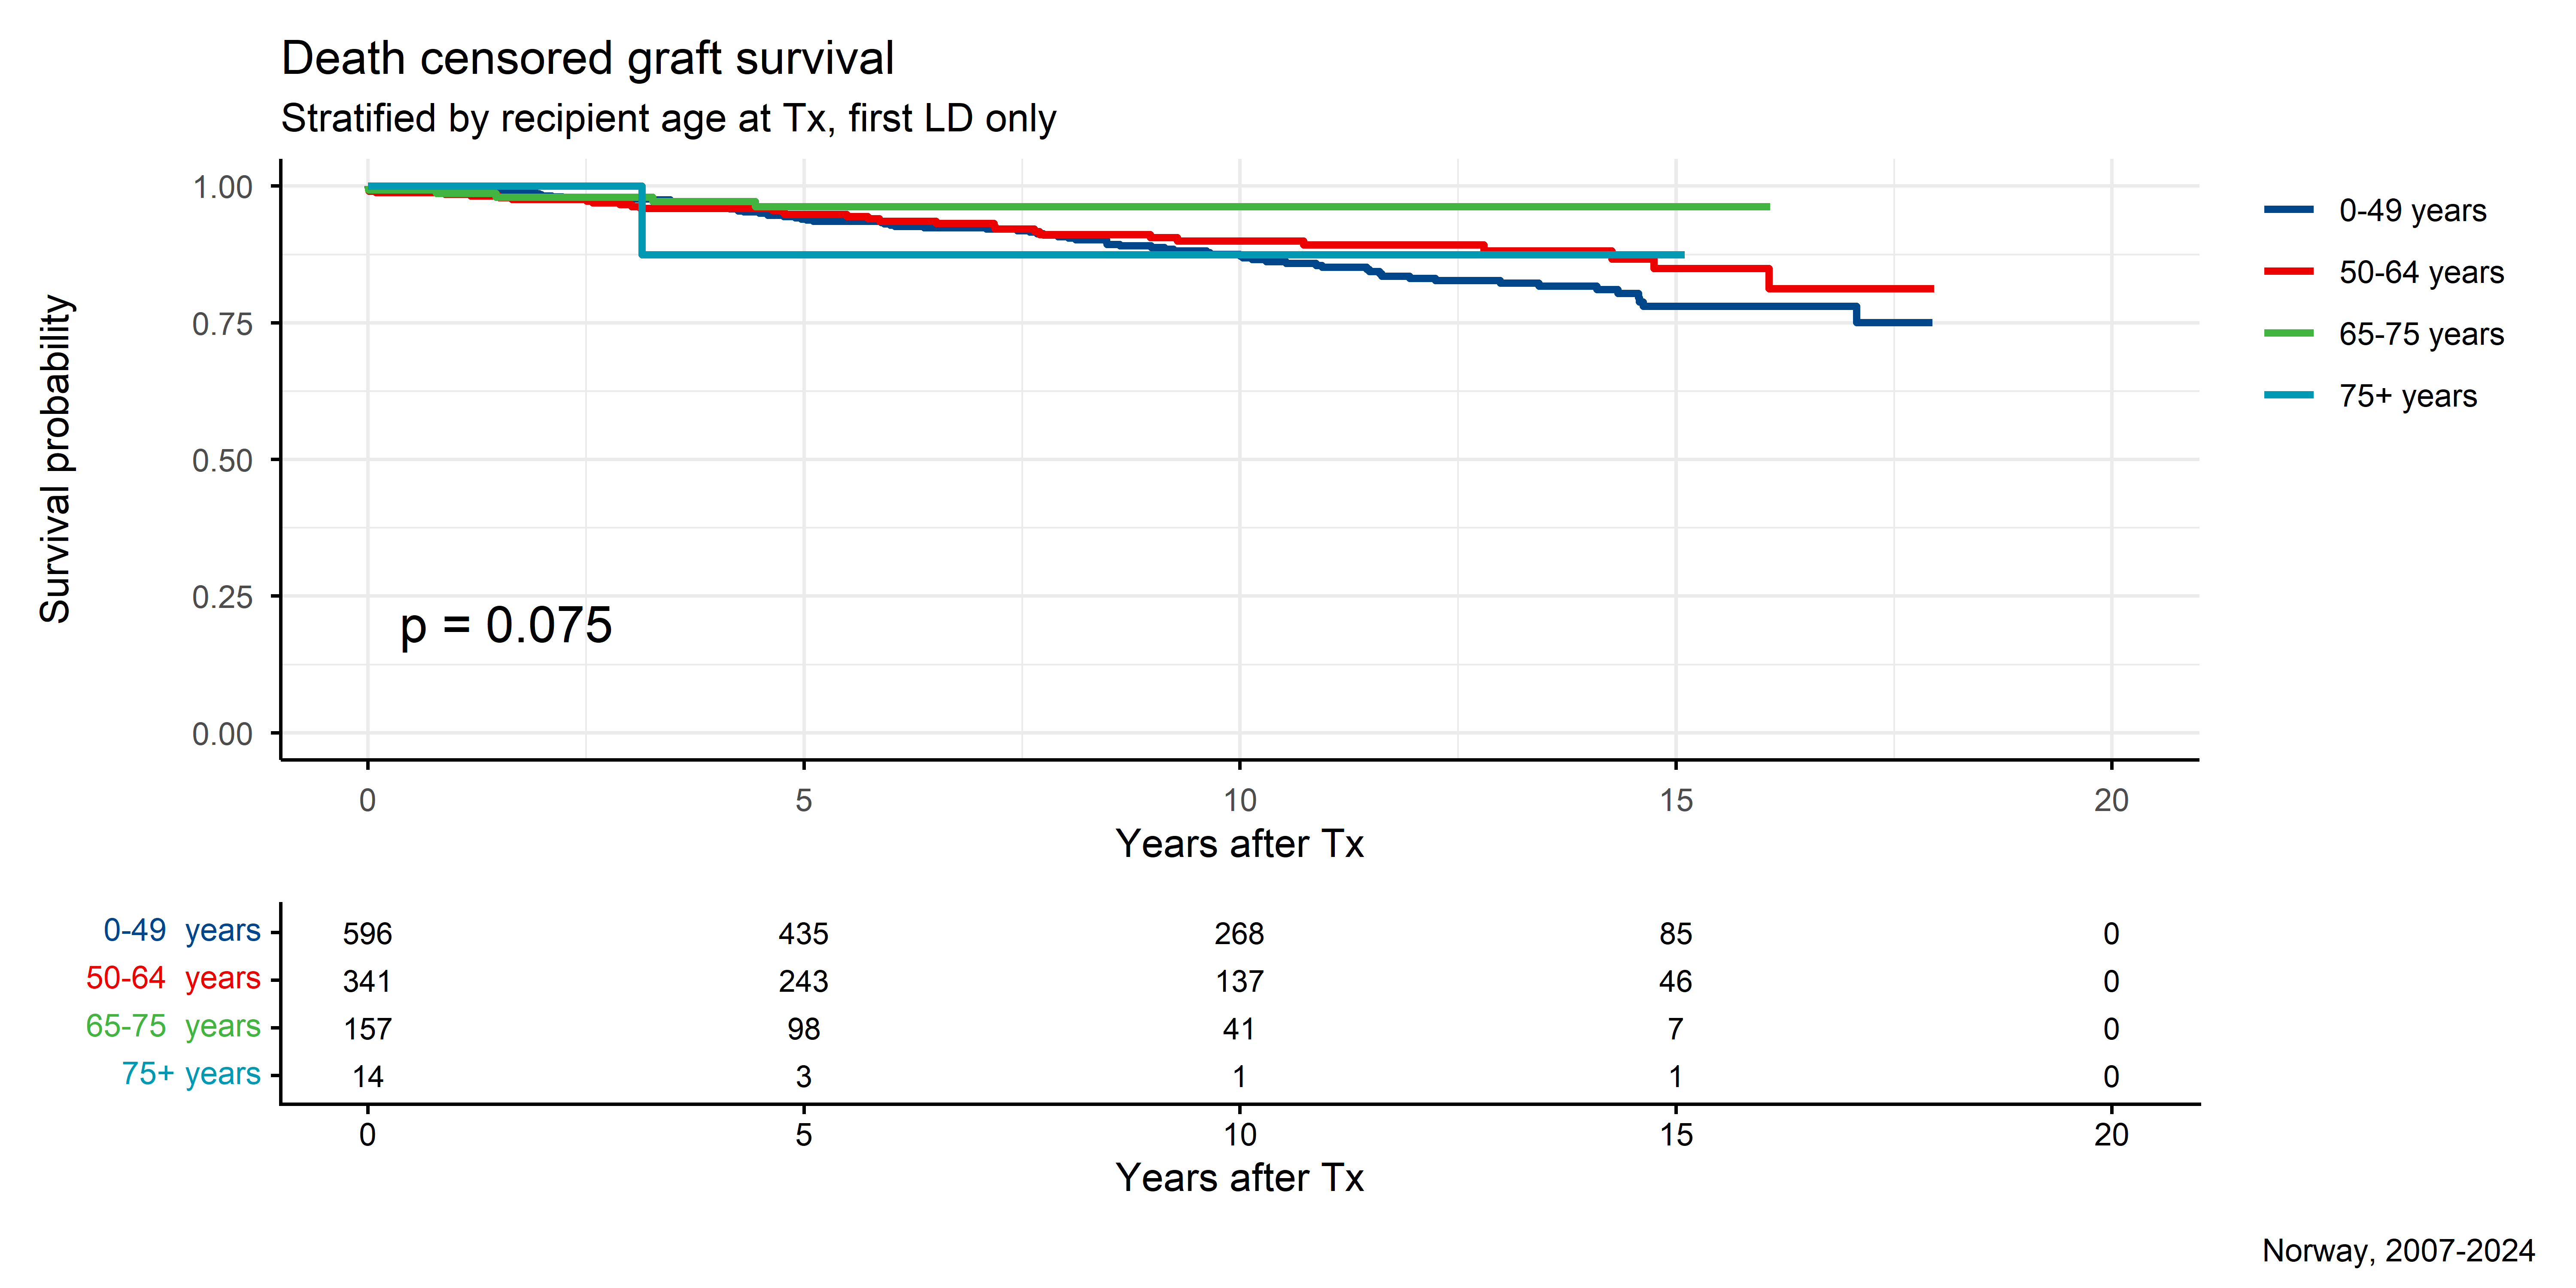 Death censored graft survival
Stratified by recipient age at Tx, first LD only
Survival probability
1.00
0.75
0.50
0.25
0.00
p = 0.075
0 5 10 15 20
Years after Tx
0-49 years
50-64 years
65-75 years
75+ years
0-49 years 596 435 268 85 0
50-64 years 341 243 137 46 0
65-75 years 157 98 41 7 0
75+ years 14 3 1 1 0
0 5 10 15 20
Years after Tx
Norway, 2007-2024